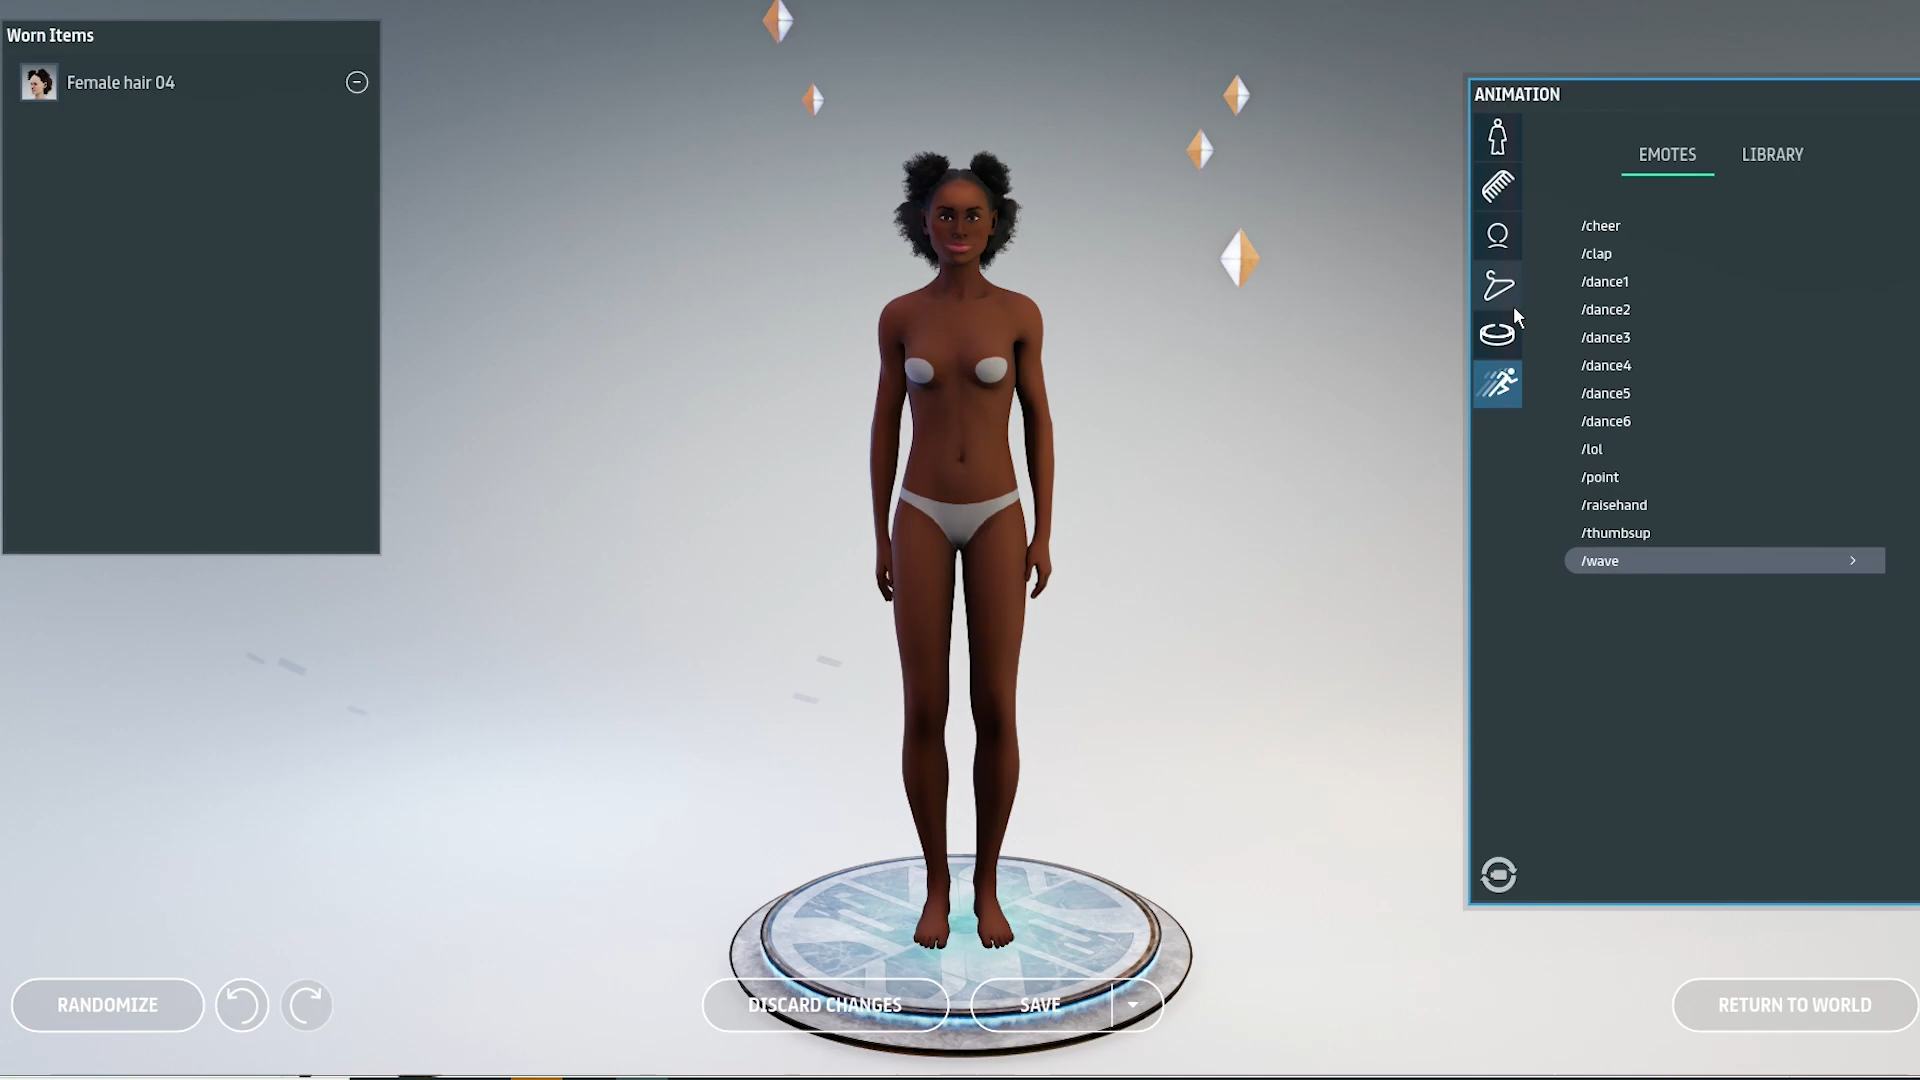 Worn Items
Female hair 04
ANIMATION
EMOTES
LIBRARY
/cheer
/clap
/dance1
/dance2
/dance3
/dance4
/dance5
/dance6
/lol
/point
/raisehand
/thumbsup
/wave
RANDOMIZE
DISCARD CHANGES
SAVE
RETURN TO WORLD